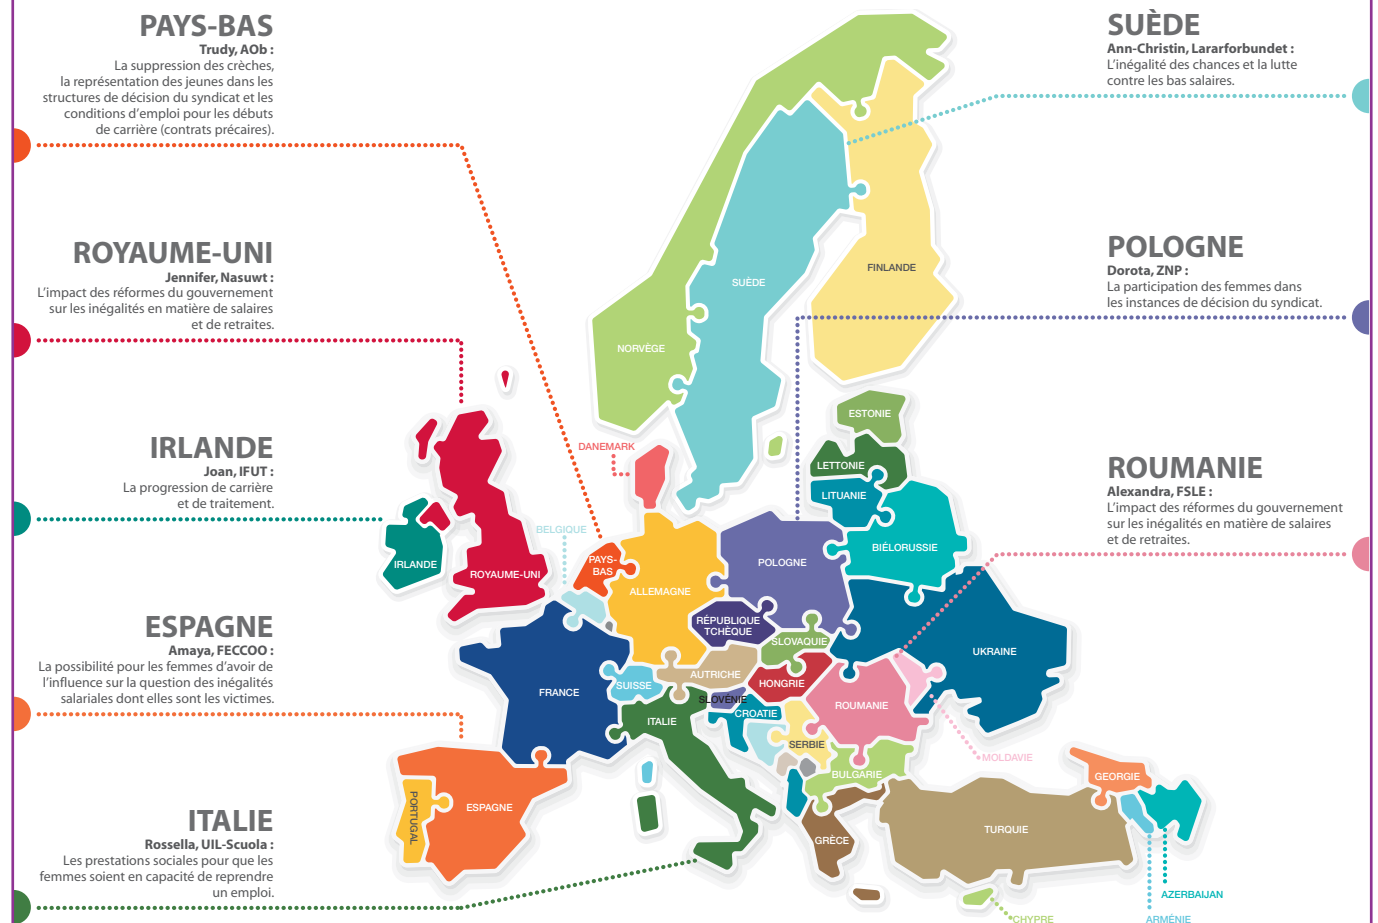 PAYS-BAS
Trudy, AOb :
La suppression des crèches,
la représentation des jeunes dans les
structures de décision du syndicat et les
conditions d'emploi pour les débuts
de carrière (contrats précaires).
ROYAUME-UNI
Jennifer, Nasuwt :
L'impact des réformes du gouvernement
sur les inégalités en matière de salaires
et de retraites.
IRLANDE
Joan, IFUT :
La progression de carrière
et de traitement.
ESPAGNE
Amaya, FECCOO :
La possibilité pour les femmes d'avoir de
l'influence sur la question des inégalités
salariales dont elles sont les victimes.
ITALIE
Rossella, UIL-Scuola :
Les prestations sociales pour que les
femmes soient en capacité de reprendre
un emploi.
SUÈDE
Ann-Christin, Lararforbundet :
L'inégalité des chances et la lutte
contre les bas salaires.
POLOGNE
Dorota, ZNP :
La participation des femmes dans
les instances de décision du syndicat.
ROUMANIE
Alexandra, FSLE :
L'impact des réformes du gouvernement
sur les inégalités en matière de salaires
et de retraites.
FINLANDE
SUÈDE
NORVÈGE
ESTONIE
DANEMARK
LETTONIE
LITUANIE
BELGIQUE
BIÉLORUSSIE
PAYS-
BAS
POLOGNE
IRLANDE
ROYAUME-UNI
ALLEMAGNE
RÉPUBLIQUE
TCHÈQUE
SLOVAQUIE
UKRAINE
AUTRICHE
HONGRIE
SUISSE
FRANCE
SLOVÉNIE
ROUMANIE
CROATIE
ITALIE
SERBIE
MOLDAVIE
BULGARIE
GEORGIE
PORTUGAL
ESPAGNE
TURQUIE
GRÈCE
AZERBAIJAN
CHYPRE
ARMÉNIE